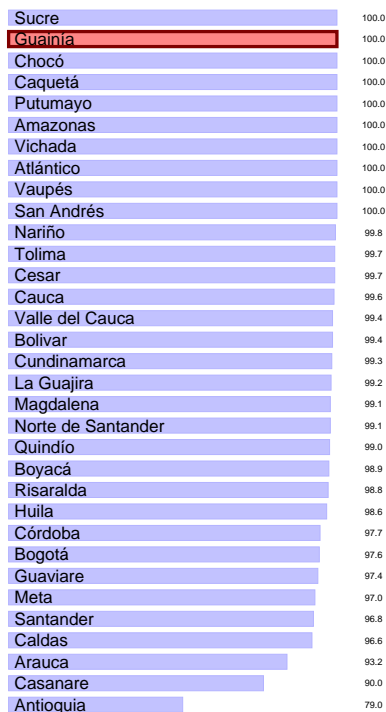 Sucre 100.0
Guainía 100.0
Chocó 100.0
Caquetá 100.0
Putumayo 100.0
Amazonas 100.0
Vichada 100.0
Atlántico 100.0
Vaupés 100.0
San Andrés 100.0
Nariño 99.8
Tolima 99.7
Cesar 99.7
Cauca 99.6
Valle del Cauca 99.4
Bolivar 99.4
Cundinamarca 99.3
La Guajira 99.2
Magdalena 99.1
Norte de Santander 99.1
Quindío 99.0
Boyacá 98.9
Risaralda 98.8
Huila 98.6
Córdoba 97.7
Bogotá 97.6
Guaviare 97.4
Meta 97.0
Santander 96.8
Caldas 96.6
Arauca 93.2
Casanare 90.0
Antioquia 79.0